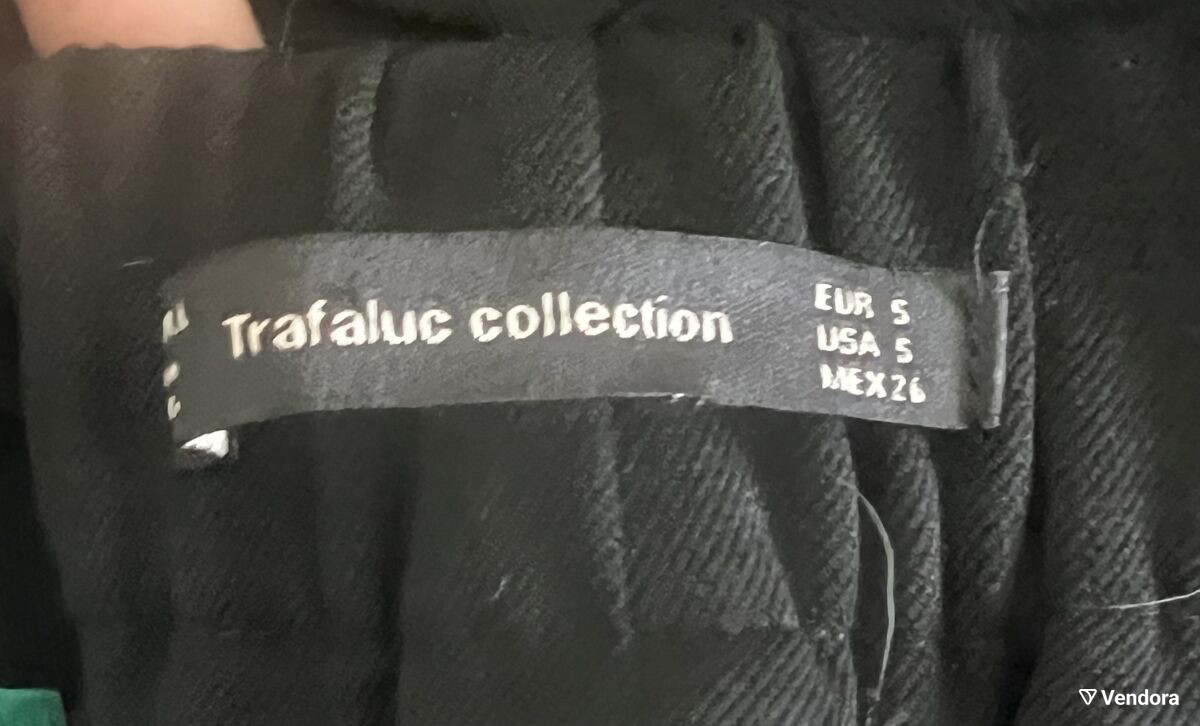 Trafaluc collection
EUR S
USA S
MEX 26
Vendora